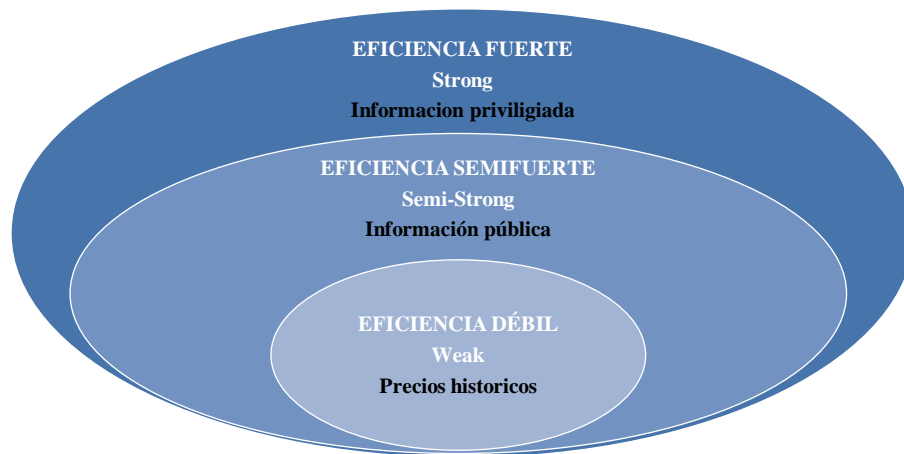 EFICIENCIA FUERTE
Strong
Informacion priviligiada
EFICIENCIA SEMIFUERTE
Semi-Strong
Información pública
EFICIENCIA DÉBIL
Weak
Precios historicos